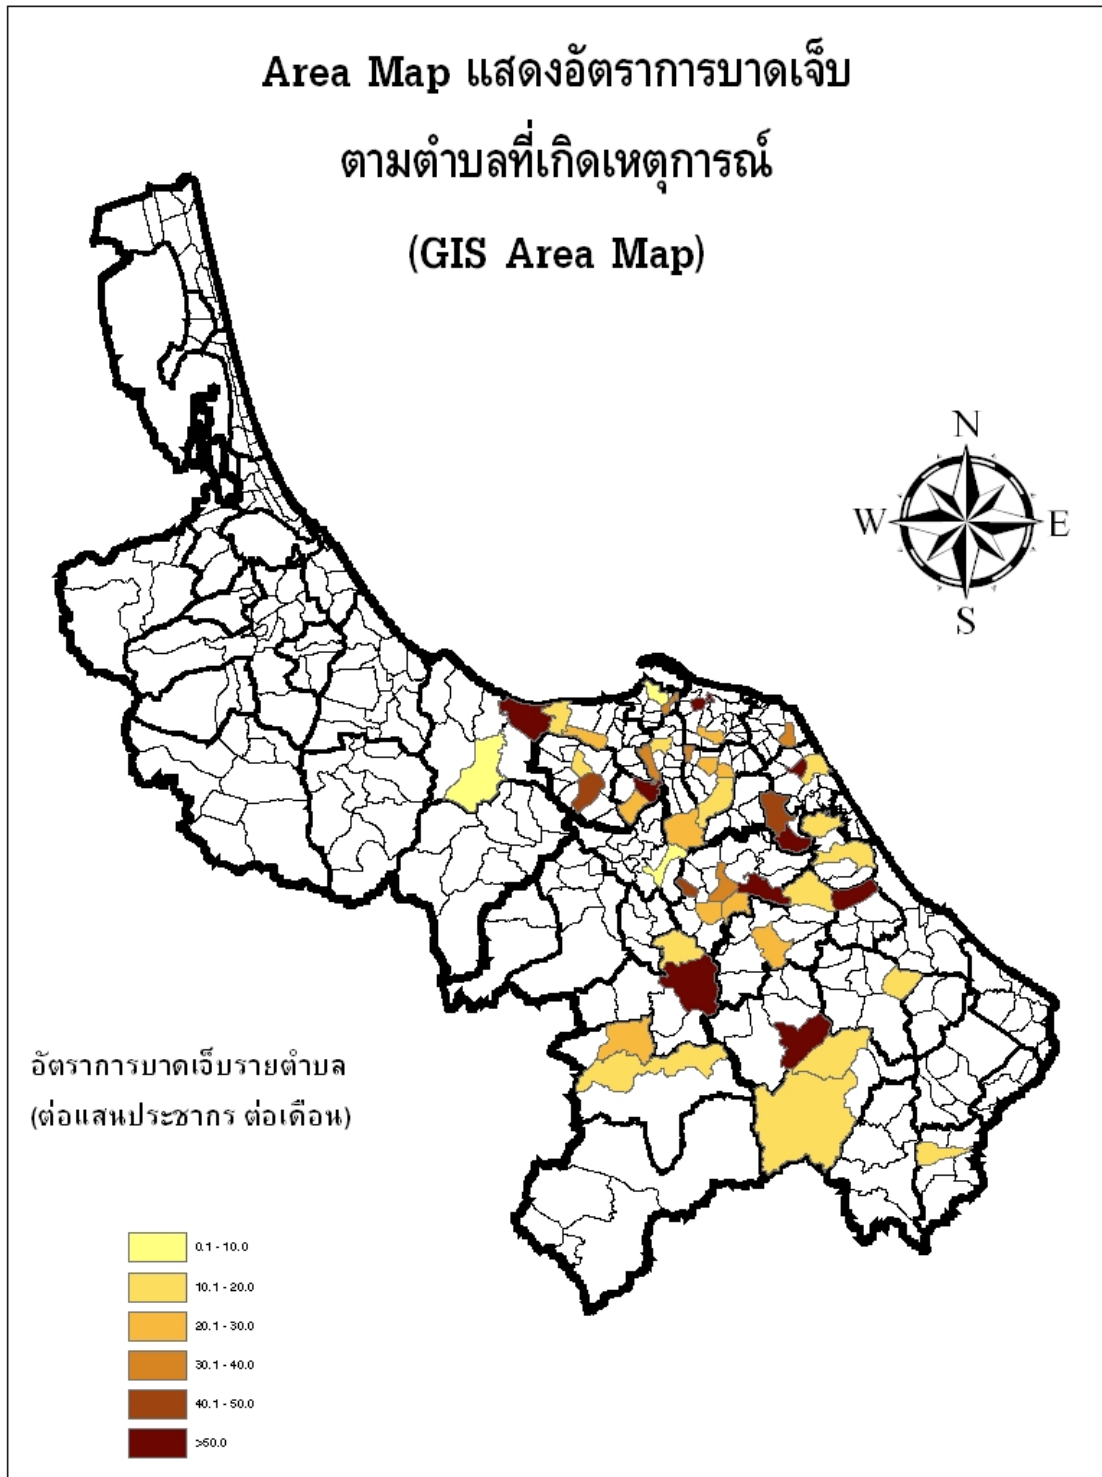 Area Map แสดงอัตราการบาดเจ็บ
ตามตำบลที่เกิดเหตุการณ์
(GIS Area Map)
N
W
E
S
อัตราการบาดเจ็บรายตำบล
(ต่อแสนประชากร ต่อเดือน)
0.1 - 10.0
10.1 - 20.0
20.1 - 30.0
30.1 - 40.0
40.1 - 50.0
>50.0